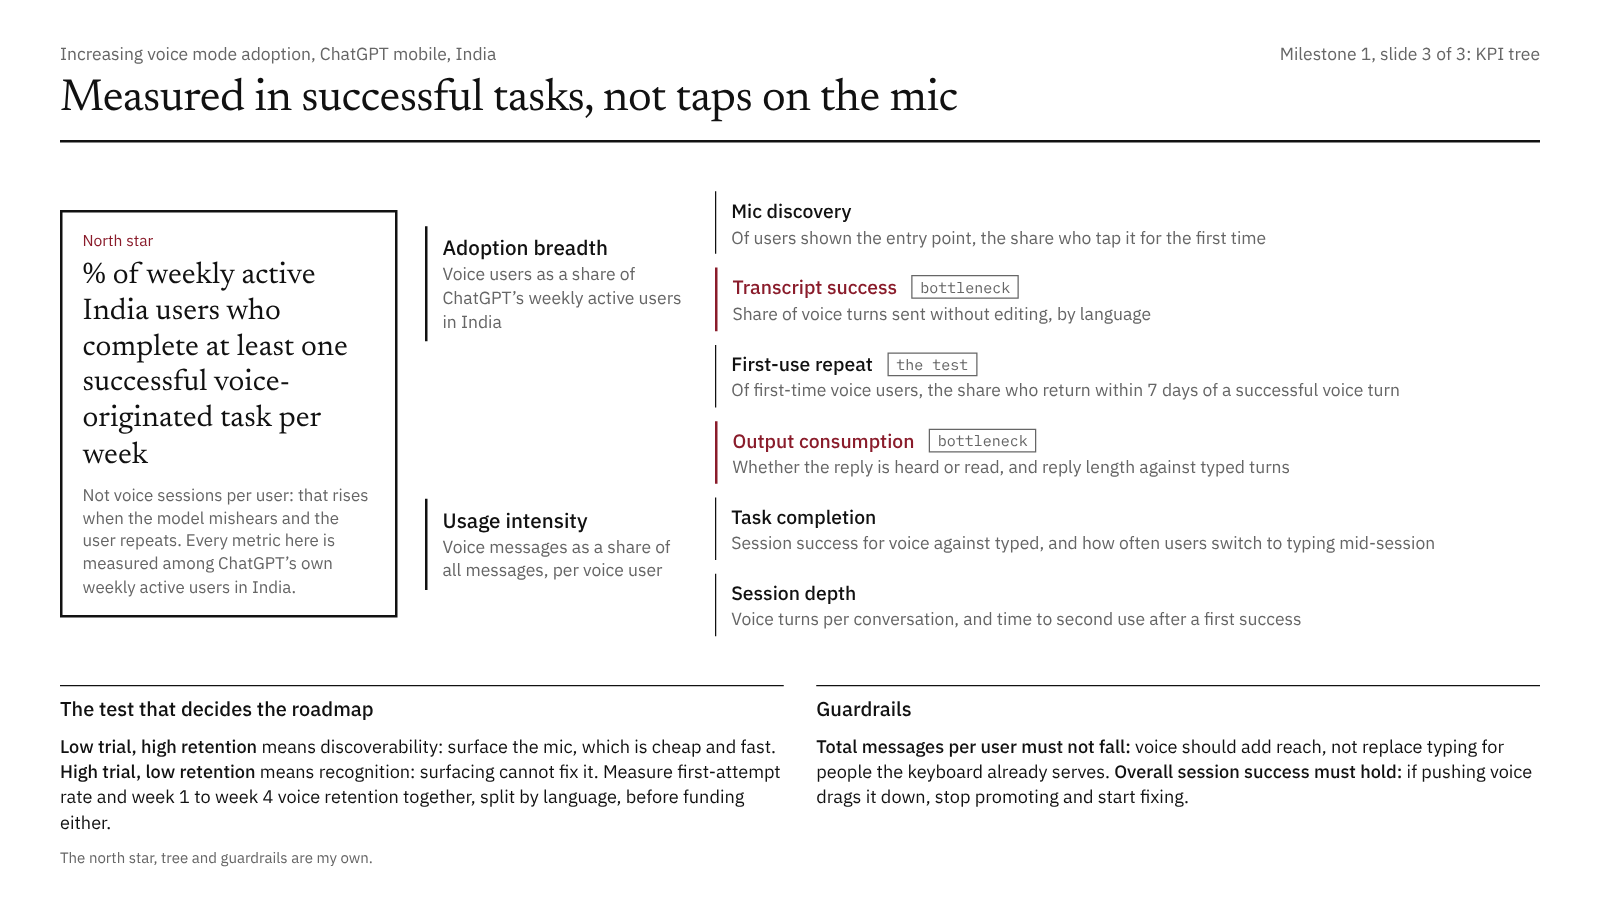 Increasing voice mode adoption, ChatGPT mobile, India
Milestone 1, slide 3 of 3: KPI tree
Measured in successful tasks, not taps on the mic
North star
% of weekly active
India users who
complete at least one
successful voice-
originated task per
week
Not voice sessions per user: that rises
when the model mishears and the
user repeats. Every metric here is
measured among ChatGPT’s own
weekly active users in India.
Adoption breadth
Voice users as a share of
ChatGPT’s weekly active users
in India
Usage intensity
Voice messages as a share of
all messages, per voice user
Mic discovery
Of users shown the entry point, the share who tap it for the first time
Transcript success bottleneck
Share of voice turns sent without editing, by language
First-use repeat the test
Of first-time voice users, the share who return within 7 days of a successful voice turn
Output consumption bottleneck
Whether the reply is heard or read, and reply length against typed turns
Task completion
Session success for voice against typed, and how often users switch to typing mid-session
Session depth
Voice turns per conversation, and time to second use after a first success
The test that decides the roadmap
Low trial, high retention means discoverability: surface the mic, which is cheap and fast.
High trial, low retention means recognition: surfacing cannot fix it. Measure first-attempt
rate and week 1 to week 4 voice retention together, split by language, before funding
either.
Guardrails
Total messages per user must not fall: voice should add reach, not replace typing for
people the keyboard already serves. Overall session success must hold: if pushing voice
drags it down, stop promoting and start fixing.
The north star, tree and guardrails are my own.